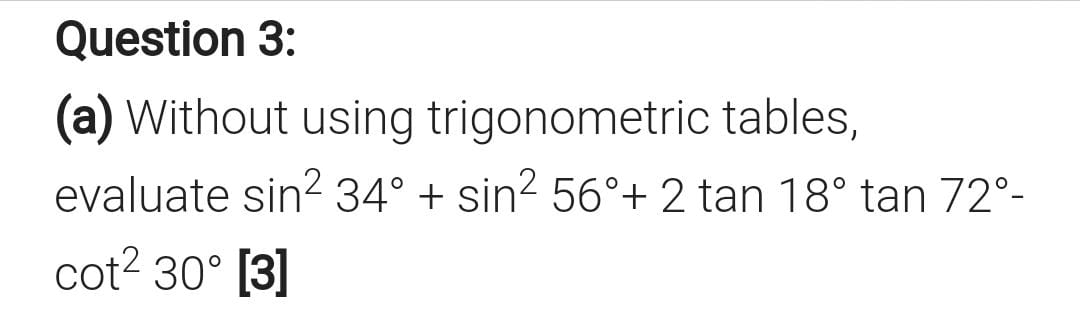 Question 3:
(a) Without using trigonometric tables,
evaluate sin² 34° + sin² 56°+ 2 tan 18° tan 72°-
cot² 30° [3]